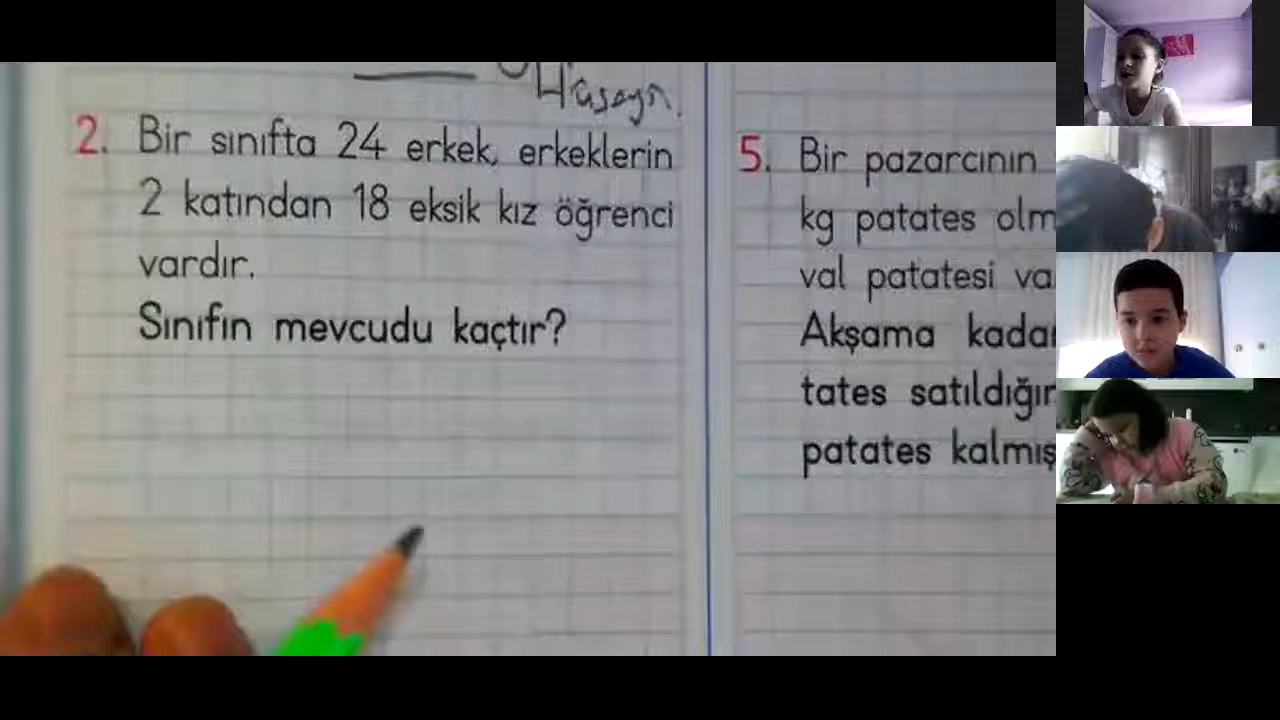 Hüseyn.
2. Bir sınıfta 24 erkek, erkeklerin
2 katından 18 eksik kız öğrenci
vardır.
Sınıfın mevcudu kaçtır?
5. Bir pazarcının
kg patates olm
val patatesi va
Akşama kadar
tates satıldığın
patates kalmış